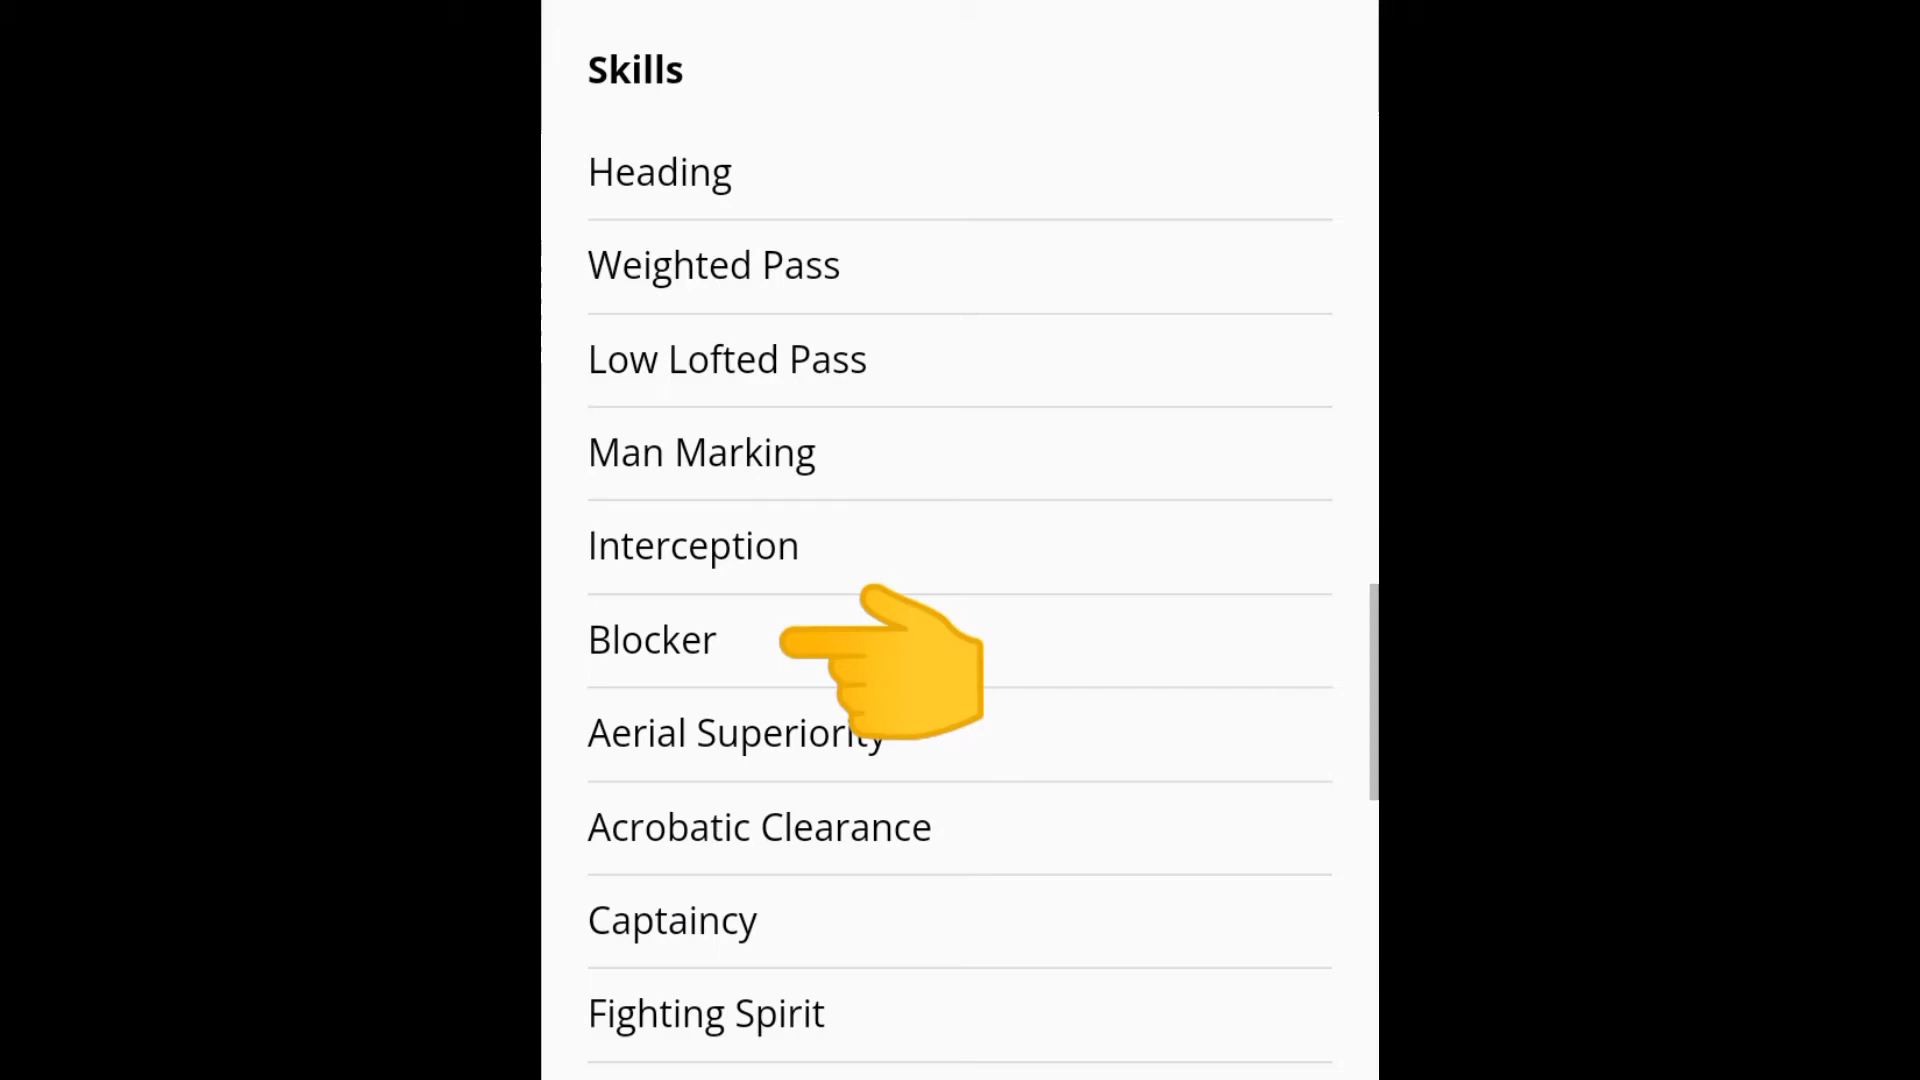 Skills
Heading
Weighted Pass
Low Lofted Pass
Man Marking
Interception
Blocker
Aerial Superiority
Acrobatic Clearance
Captaincy
Fighting Spirit